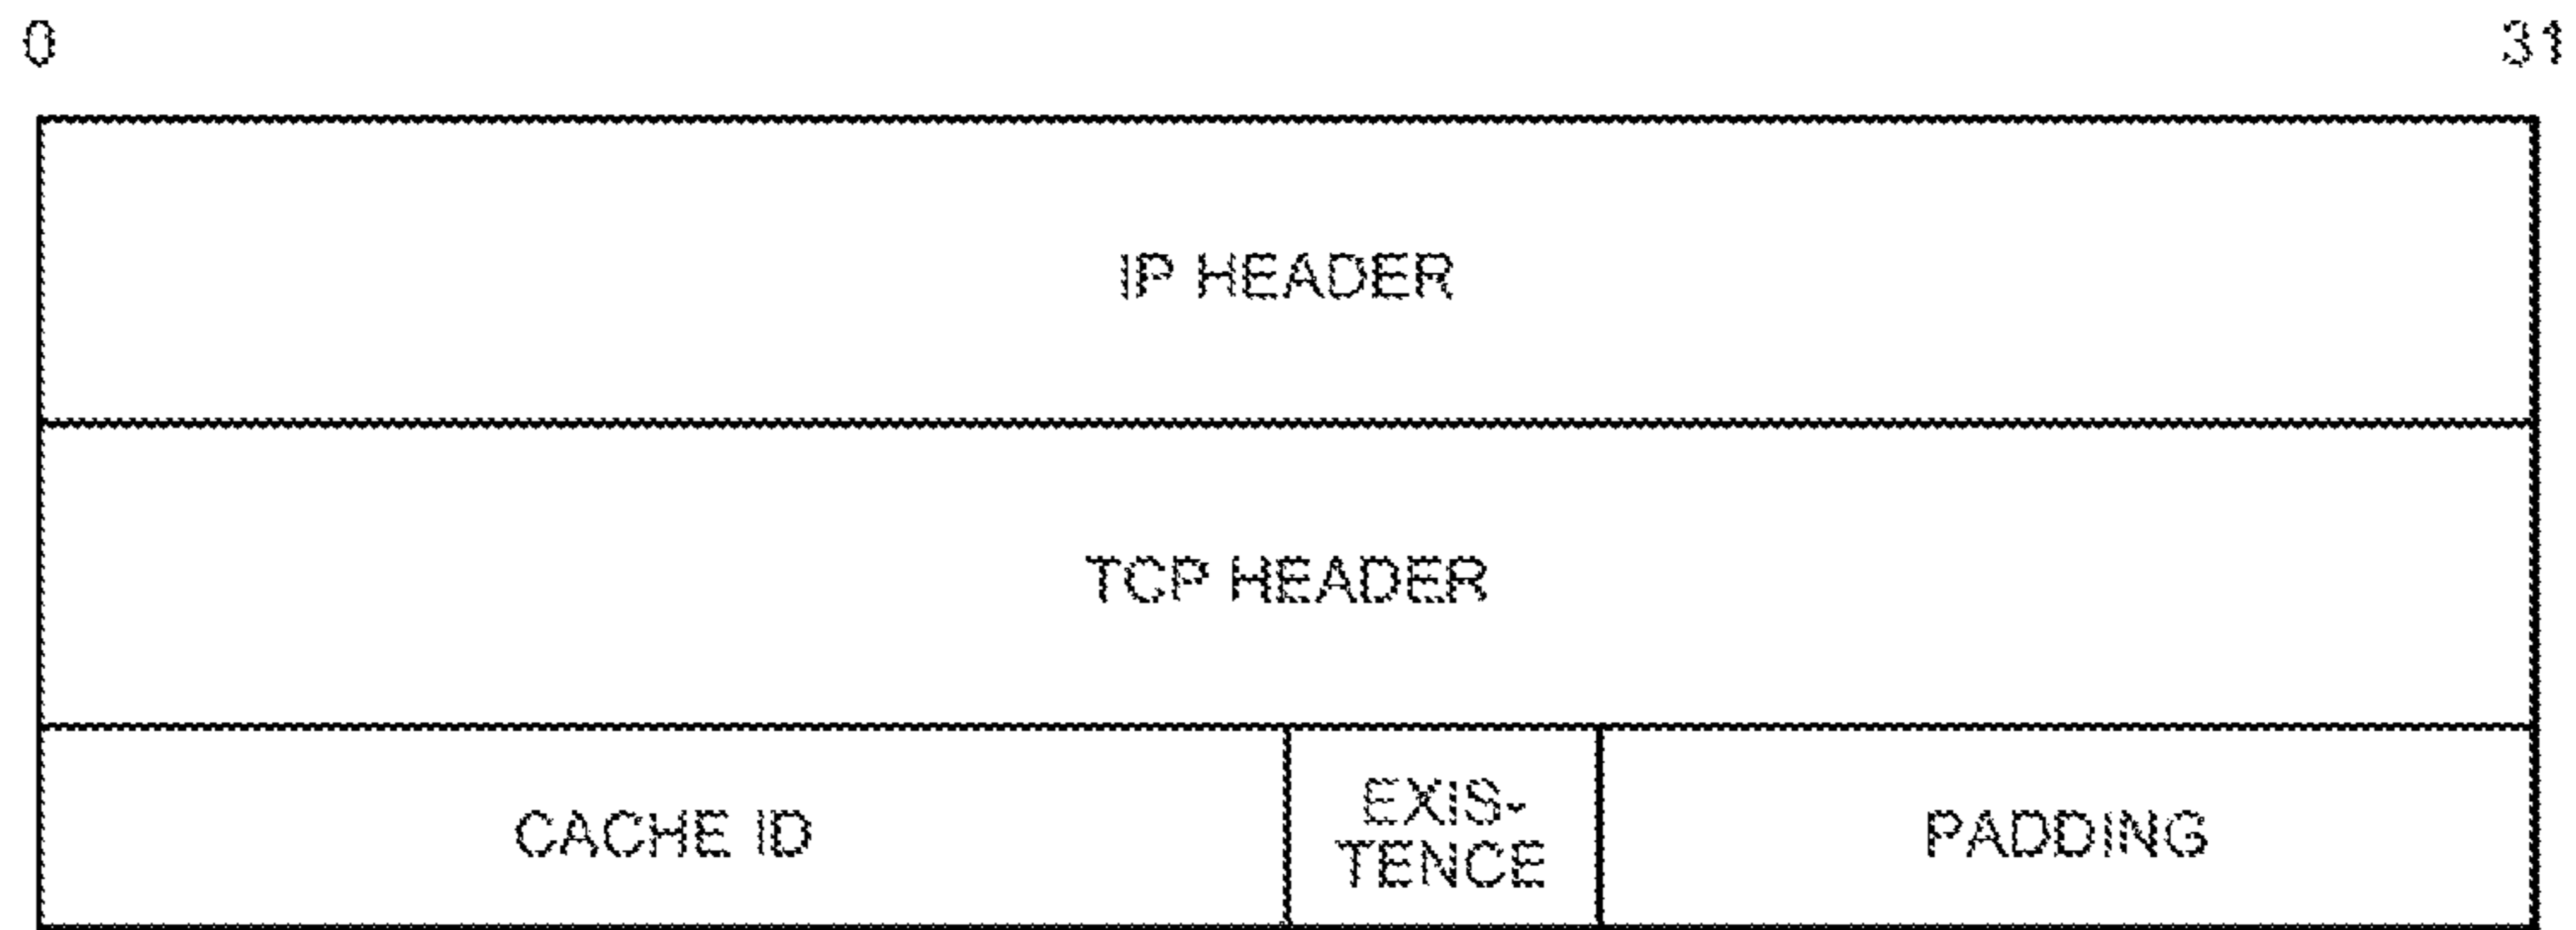 0 31
IP HEADER
TCP HEADER
CACHE ID
EXIS-
TENCE
PADDING